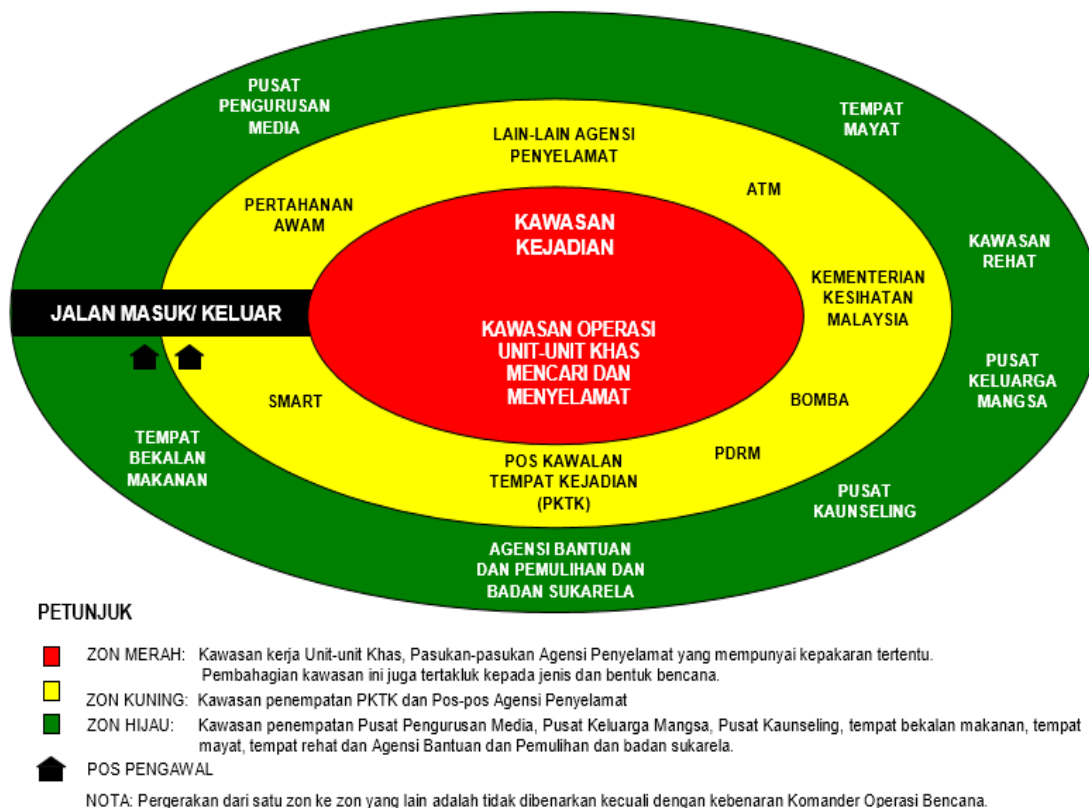 PUSAT
PENGURUSAN
MEDIA
TEMPAT
MAYAT
LAIN-LAIN AGENSI
PENYELAMAT
ATM
PERTAHANAN
AWAM
KAWASAN
KEJADIAN
KAWASAN
REHAT
KEMENTERIAN
KESIHATAN
MALAYSIA
JALAN MASUK/ KELUAR
KAWASAN OPERASI
UNIT-UNIT KHAS
MENCARI DAN
MENYELAMAT
PUSAT
KELUARGA
MANGSA
SMART
BOMBA
TEMPAT
BEKALAN
MAKANAN
PDRM
POS KAWALAN
TEMPAT KEJADIAN
(PKTK)
PUSAT
KAUNSELING
AGENSI BANTUAN
DAN PEMULIHAN DAN
BADAN SUKARELA
PETUNJUK
ZON MERAH: Kawasan kerja Unit-unit Khas, Pasukan-pasukan Agensi Penyelamat yang mempunyai kepakaran tertentu.
Pembahagian kawasan ini juga tertakluk kepada jenis dan bentuk bencana.
ZON KUNING: Kawasan penempatan PKTK dan Pos-pos Agensi Penyelamat
ZON HIJAU: Kawasan penempatan Pusat Pengurusan Media, Pusat Keluarga Mangsa, Pusat Kaunseling, tempat bekalan makanan, tempat
mayat, tempat rehat dan Agensi Bantuan dan Pemulihan dan badan sukarela.
POS PENGAWAL
NOTA: Pergerakan dari satu zon ke zon yang lain adalah tidak dibenarkan kecuali dengan kebenaran Komander Operasi Bencana.